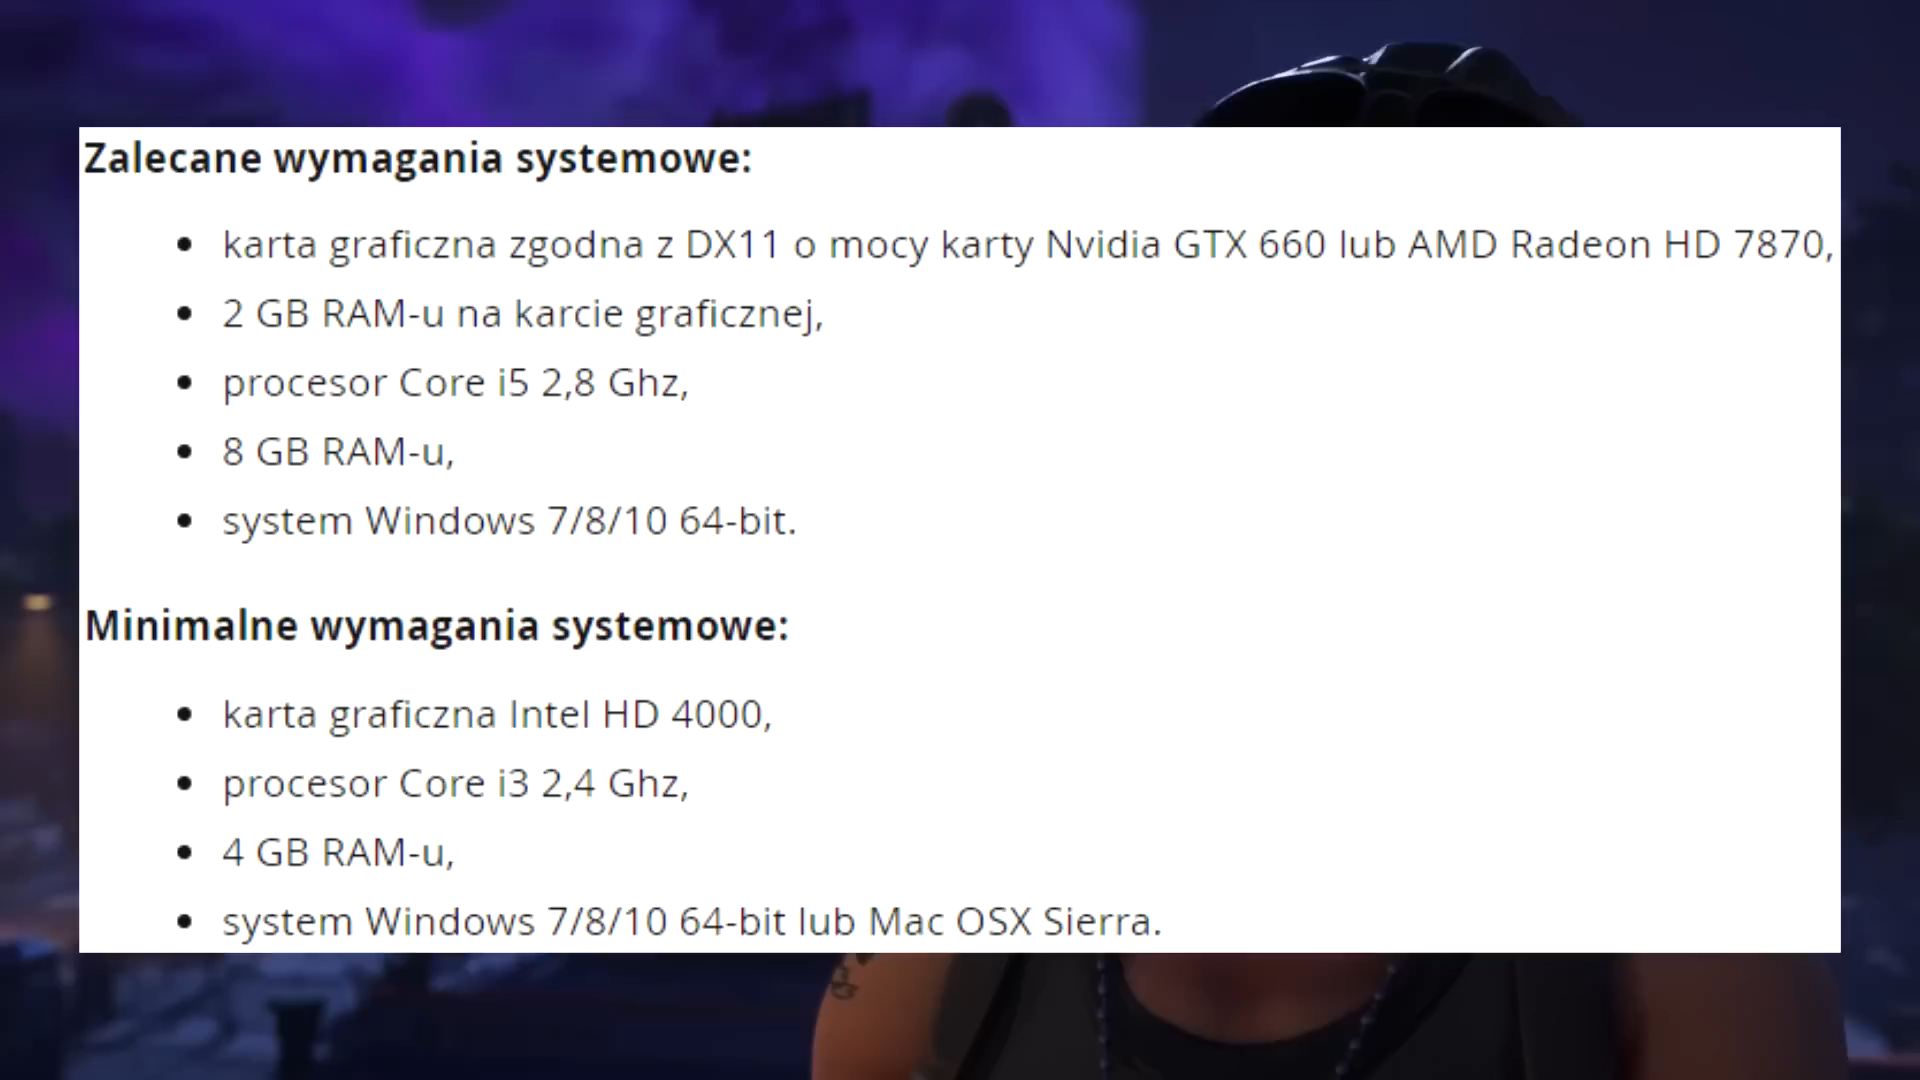 Zalecane wymagania systemowe:
karta graficzna zgodna z DX11 o mocy karty Nvidia GTX 660 lub AMD Radeon HD 7870,
2 GB RAM-u na karcie graficznej,
procesor Core i5 2,8 Ghz,
8 GB RAM-u,
system Windows 7/8/10 64-bit.
Minimalne wymagania systemowe:
karta graficzna Intel HD 4000,
procesor Core i3 2,4 Ghz,
4 GB RAM-u,
system Windows 7/8/10 64-bit lub Mac OSX Sierra.